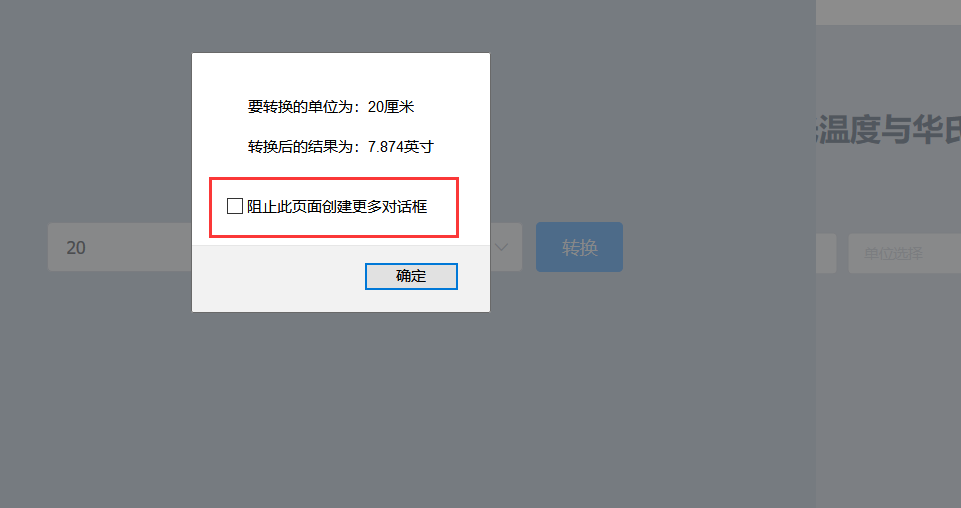 要转换的单位为：20厘米
温度与华氏
转换后的结果为：7.874英寸
阻止此页面创建更多对话框
20
转换
单位选择
确定